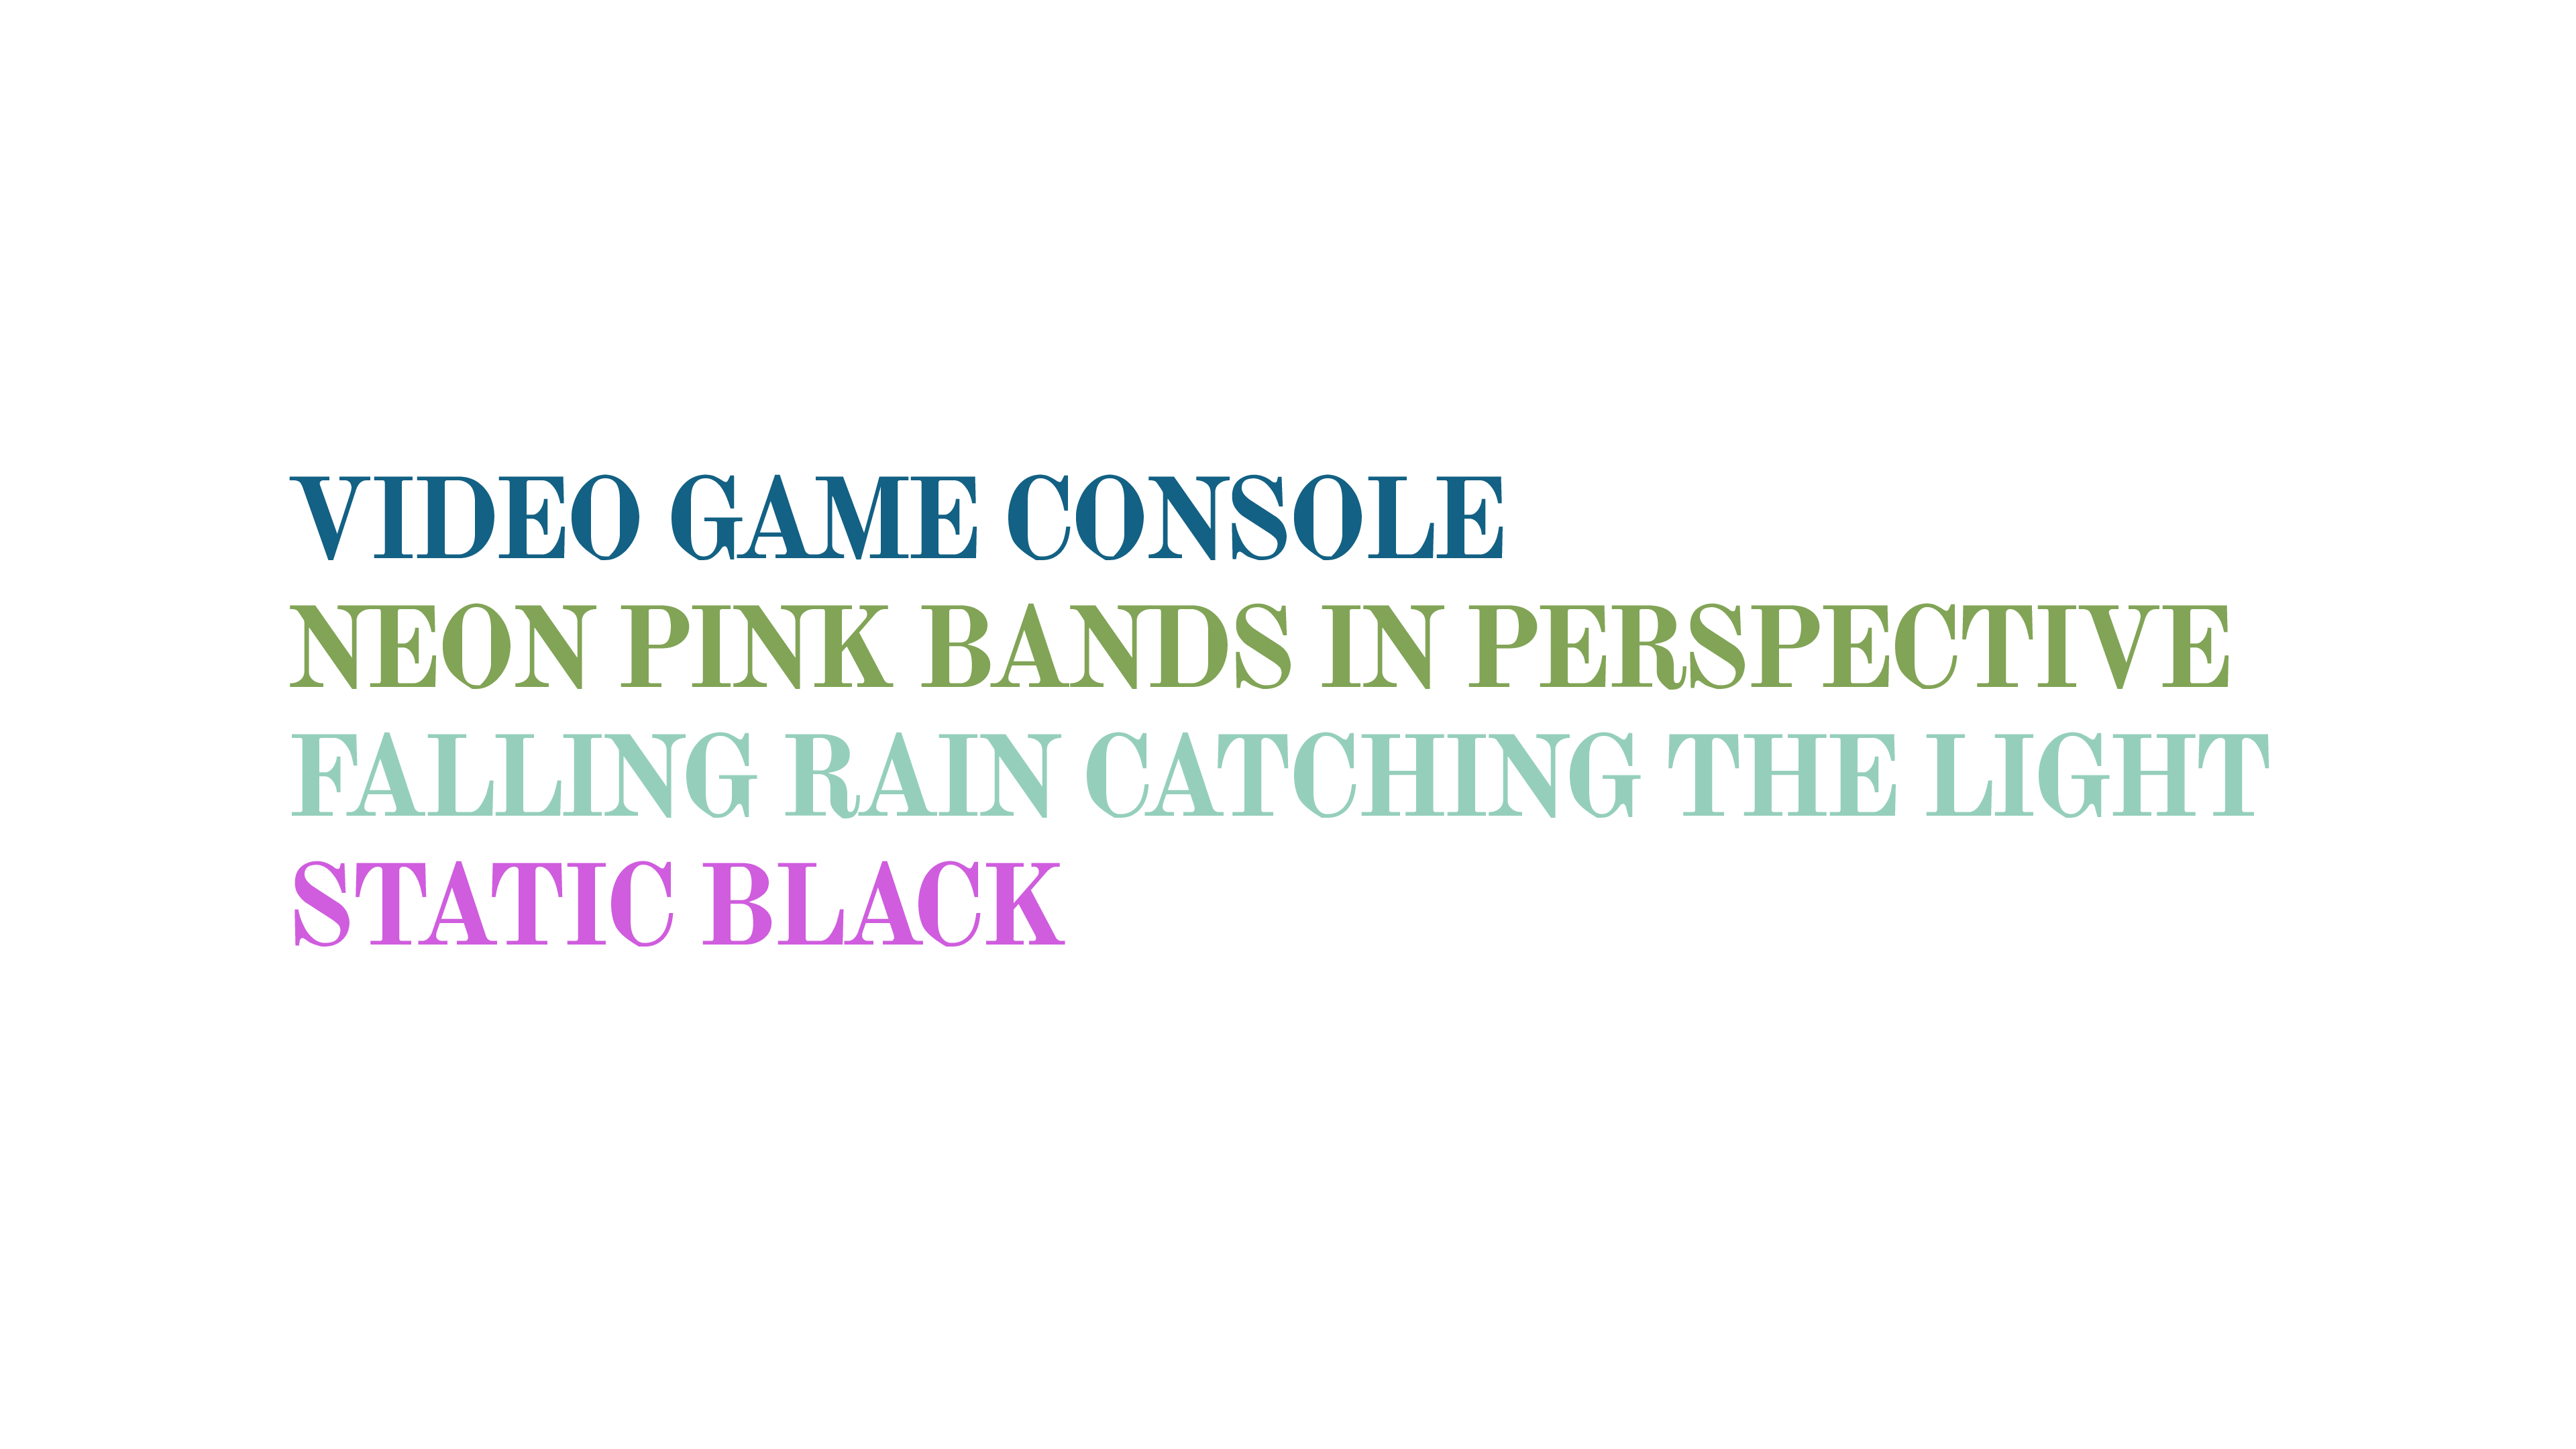 VIDEO GAME CONSOLE
NEON PINK BANDS IN PERSPECTIVE
FALLING RAIN CATCHING THE LIGHT
STATIC BLACK